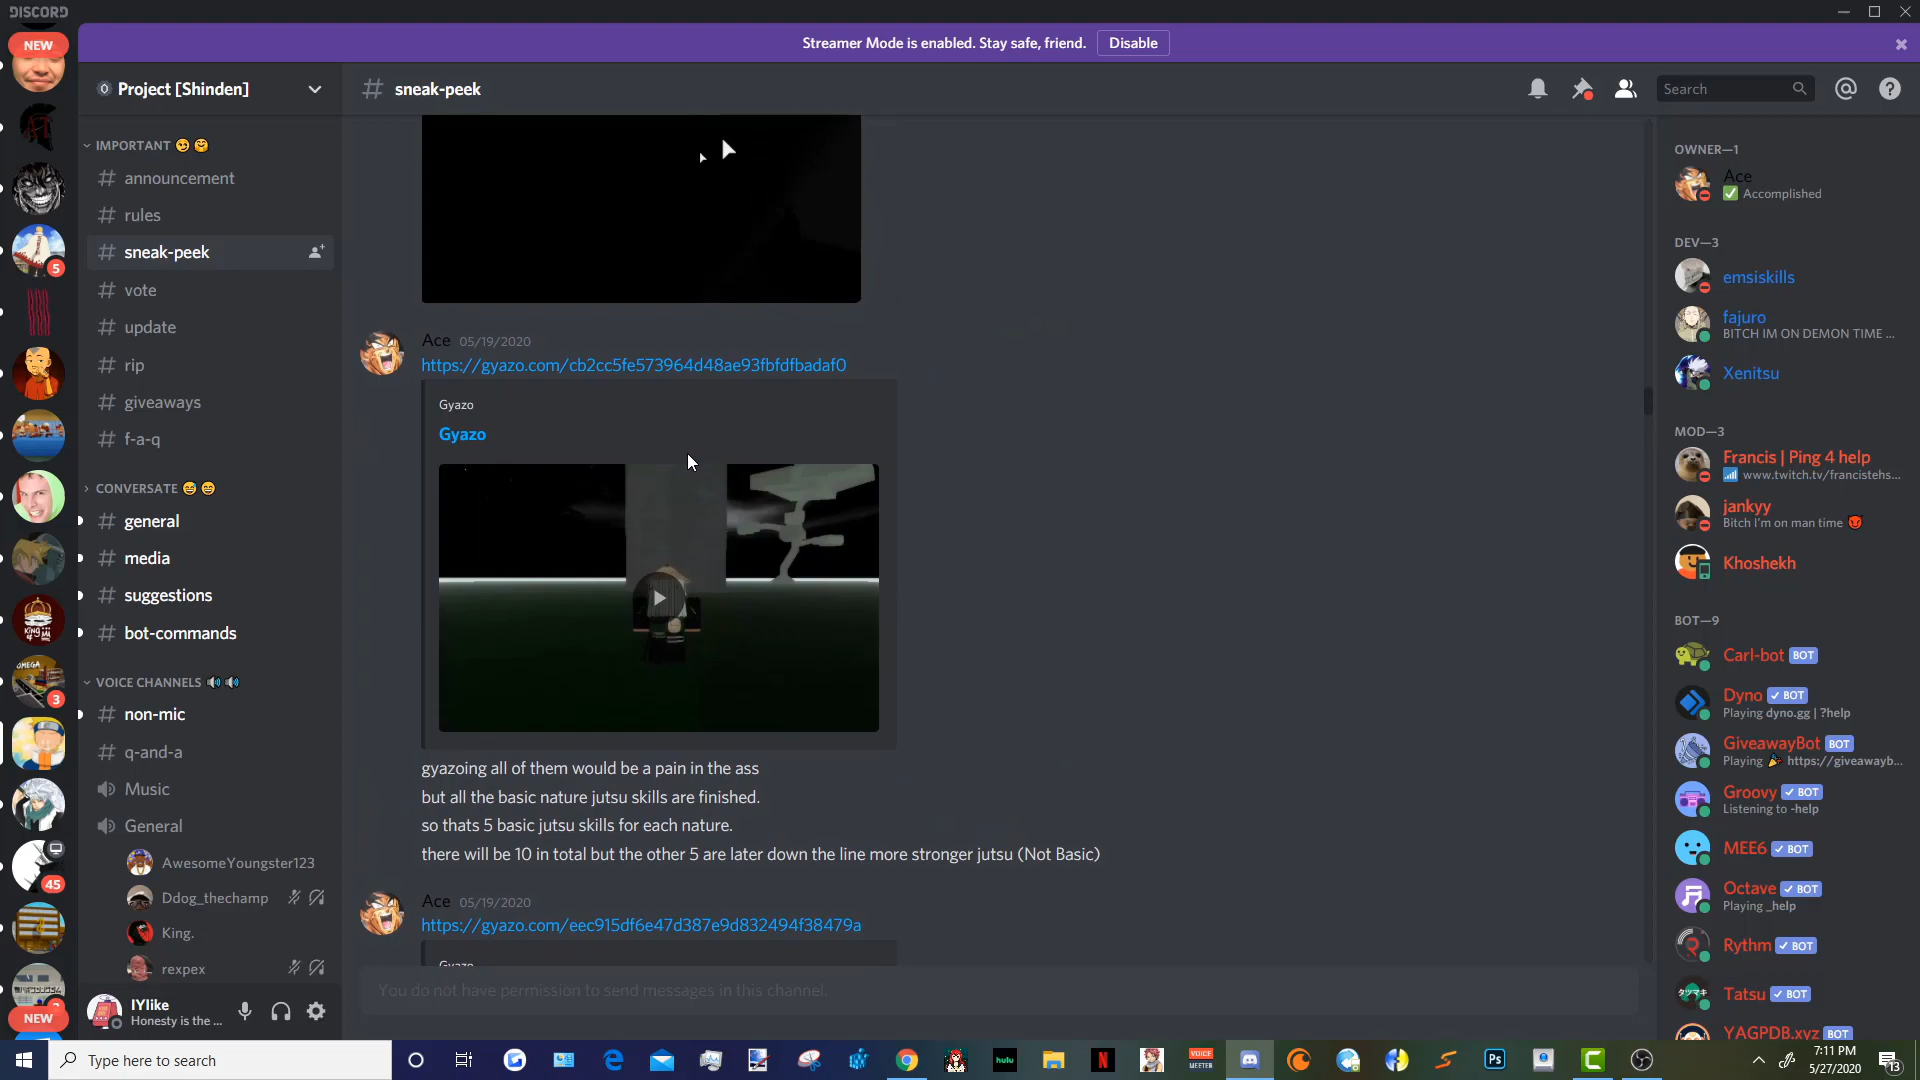 DISCORD
NEW
Streamer Mode is enabled. Stay safe, friend.
Disable
Project [Shinden]
sneak-peek
Search
IMPORTANT
announcement
rules
sneak-peek
vote
update
rip
giveaways
f-a-q
CONVERSATE
general
media
suggestions
bot-commands
VOICE CHANNELS
non-mic
q-and-a
Music
General
AwesomeYoungster123
Ddog_thechamp
King.
rexpex
5
3
45
NEW
IYlike
Honesty is the ...
Ace 05/19/2020
https://gyazo.com/cb2cc5fe573964d48ae93fbfdfbadaf0
Gyazo
Gyazo
gyazoing all of them would be a pain in the ass
but all the basic nature jutsu skills are finished.
so thats 5 basic jutsu skills for each nature.
there will be 10 in total but the other 5 are later down the line more stronger jutsu (Not Basic)
Ace 05/19/2020
https://gyazo.com/eec915df6e47d387e9d832494f38479a
Gyazo
You do not have permission to send messages in this channel.
OWNER—1
Ace
Accomplished
DEV—3
emsiskills
fajuro
BITCH IM ON DEMON TIME ...
Xenitsu
MOD—3
Francis | Ping 4 help
www.twitch.tv/francistehs...
jankyy
Bitch I'm on man time
Khoshekh
BOT—9
Carl-bot BOT
Dyno BOT
Playing dyno.gg | ?help
GiveawayBot BOT
Playing https://giveawayb...
Groovy BOT
Listening to -help
MEE6 BOT
Octave BOT
Playing _help
Rythm BOT
Tatsu BOT
YAGPDB.xyz BOT
Type here to search
hulu
N
VOICE
MEETER
Ps
7:11 PM
5/27/2020
13